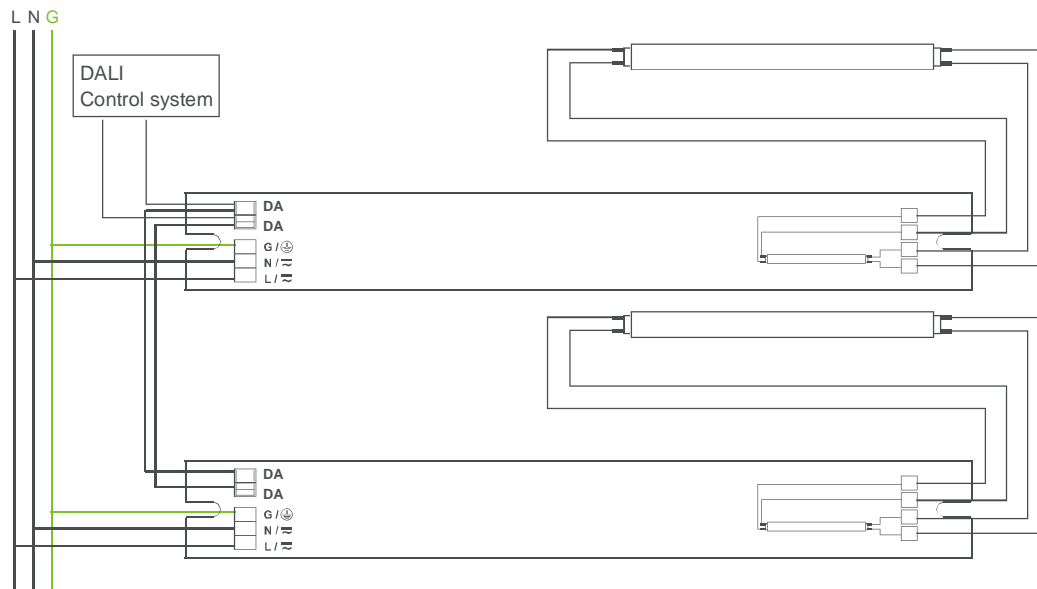 L N G
DALI
Control system
DA
DA
G / ⏚
N / ≂
L / ≂
DA
DA
G / ⏚
N / ≂
L / ≂